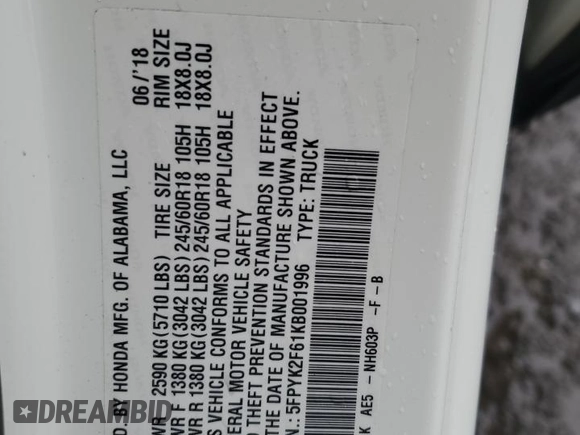 D BY HONDA MFG. OF ALABAMA, LLC 06/'18
WR 2590 KG(5710 LBS) TIRE SIZE RIM SIZE
WR F 1380 KG(3042 LBS)245/60R18 105H 18X8.0J
WR R 1380 KG(3042 LBS)245/60R18 105H 18X8.0J
S VEHICLE CONFORMS TO ALL APPLICABLE
ERAL MOTOR VEHICLE SAFETY
D THEFT PREVENTION STANDARDS IN EFFECT
DATE OF MANUFACTURE SHOWN ABOVE.
N.: 5FPYK2F61KB001996 TYPE: TRUCK
K AE5 - NH603P -F -B
DREAMBID